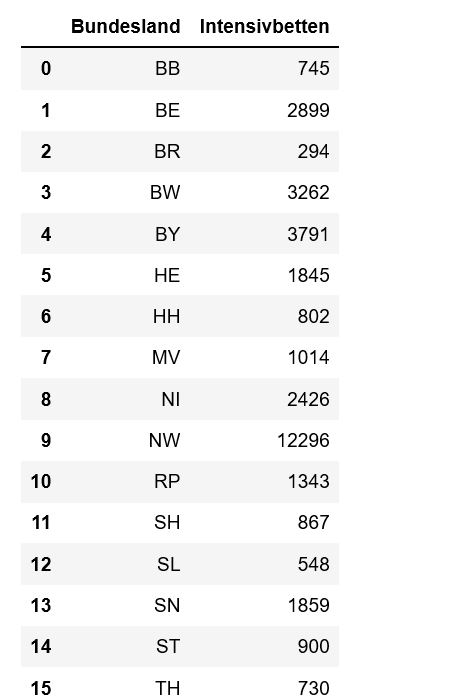 Bundesland Intensivbetten
0 BB 745
1 BE 2899
2 BR 294
3 BW 3262
4 BY 3791
5 HE 1845
6 HH 802
7 MV 1014
8 NI 2426
9 NW 12296
10 RP 1343
11 SH 867
12 SL 548
13 SN 1859
14 ST 900
15 TH 730